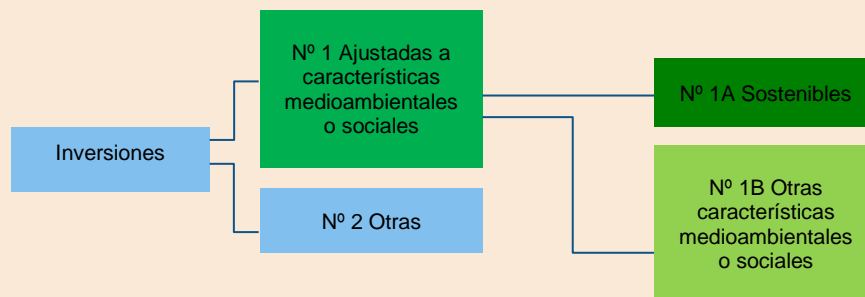 Inversiones
Nº 1 Ajustadas a
características
medioambientales
o sociales
Nº 2 Otras
Nº 1A Sostenibles
Nº 1B Otras
características
medioambientales
o sociales